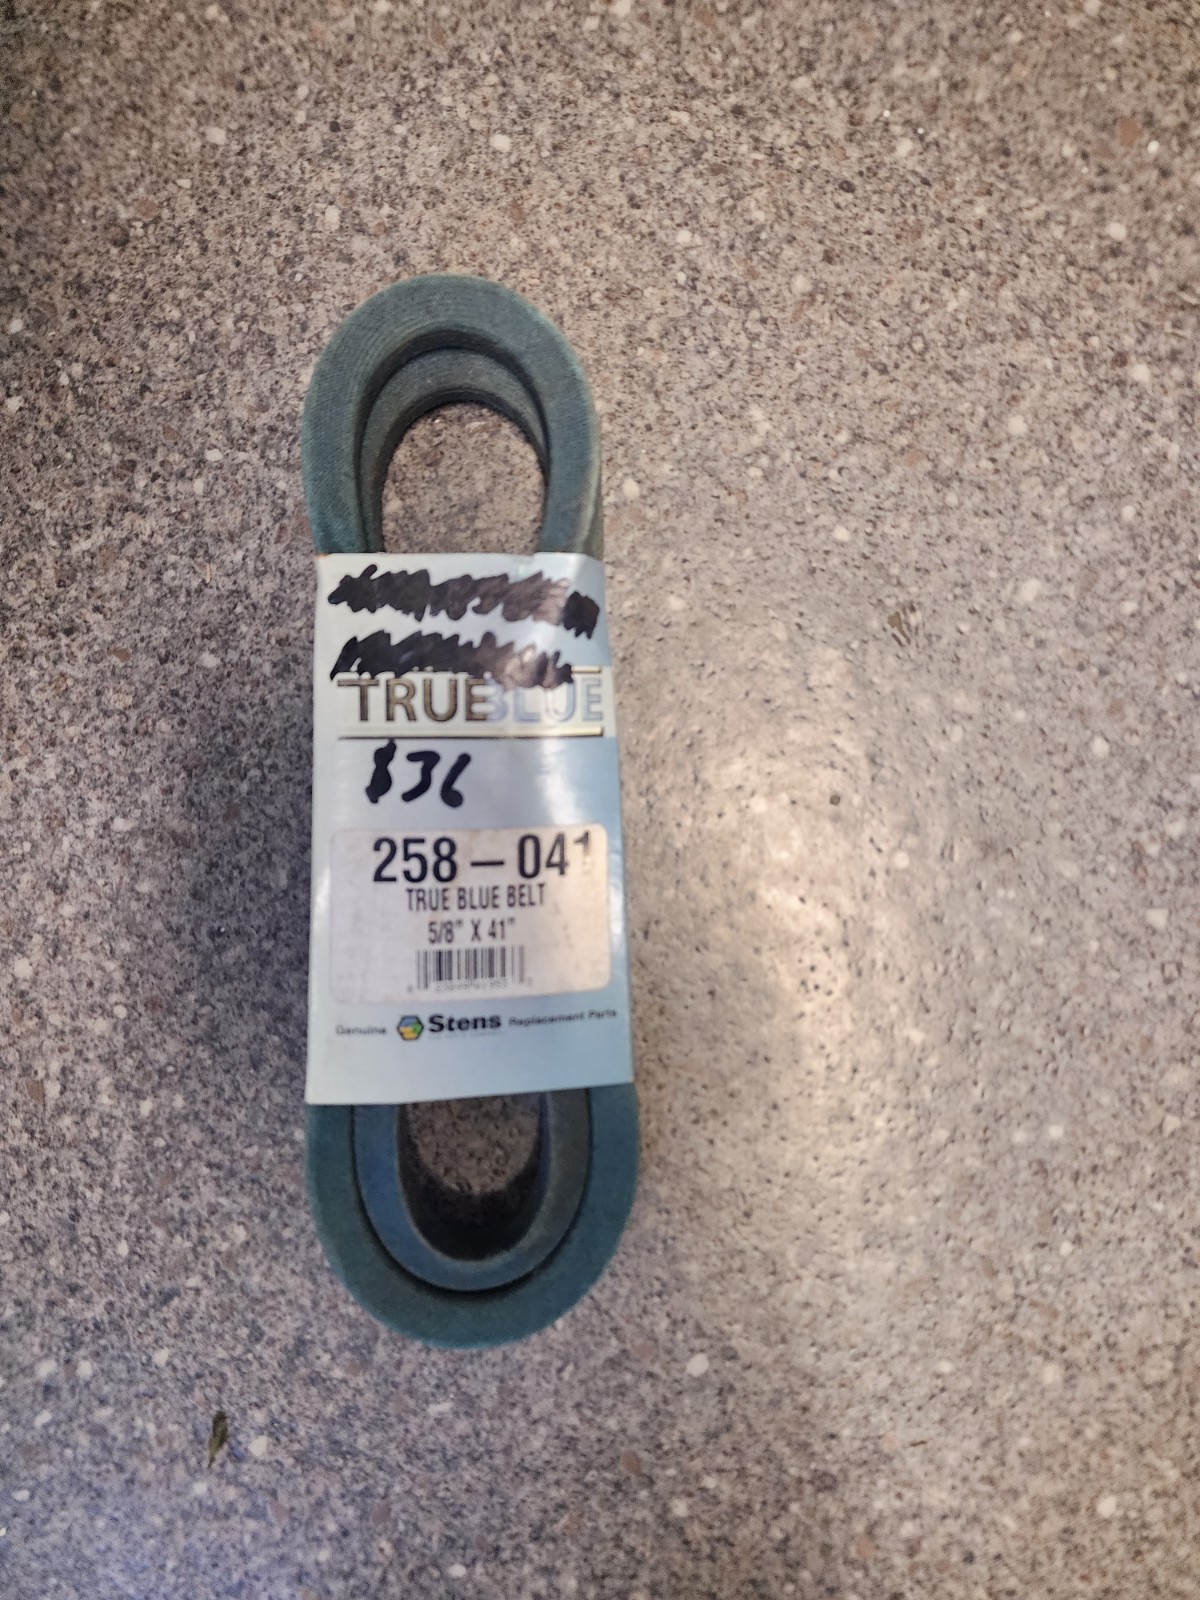 TRUEBLUE
$36
258-041
TRUE BLUE BELT
5/8" X 41"
Genuine Stens Replacement Parts